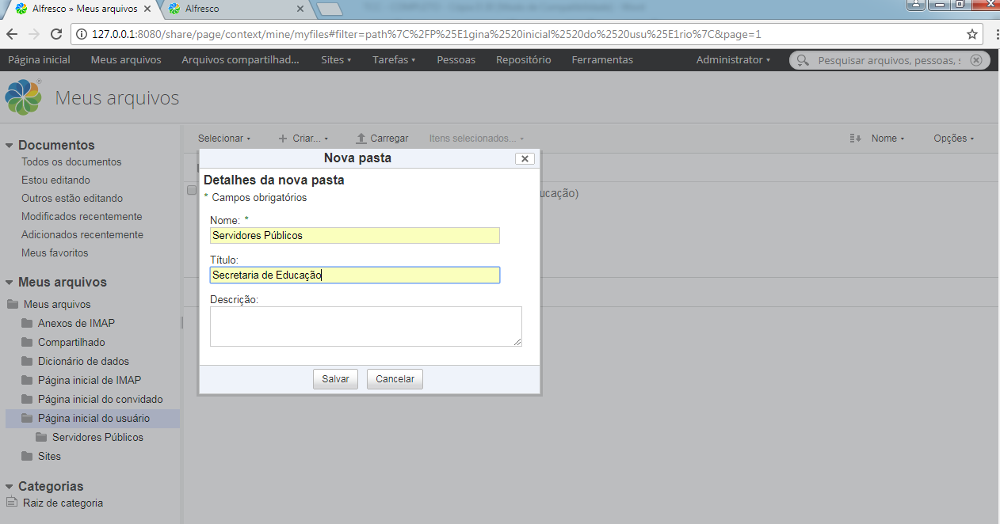 Alfresco » Meus arquivos
Alfresco
127.0.0.1:8080/share/page/context/mine/myfiles#filter=path%7C%2FP%25E1gina%2520inicial%2520do%2520usu%25E1rio%7C&page=1
Página inicial Meus arquivos Arquivos compartilhad... Sites Tarefas Pessoas Repositório Ferramentas Administrator Pesquisar arquivos, pessoas, s
Meus arquivos
Selecionar Criar... Carregar Itens selecionados... Nome Opções
Documentos
Todos os documentos
Estou editando
Outros estão editando
Modificados recentemente
Adicionados recentemente
Meus favoritos
Meus arquivos
Meus arquivos
Anexos de IMAP
Compartilhado
Dicionário de dados
Página inicial de IMAP
Página inicial do convidado
Página inicial do usuário
Servidores Públicos
Sites
Categorias
Raiz de categoria
Nova pasta
Detalhes da nova pasta
* Campos obrigatórios
ucação)
Nome: *
Servidores Públicos
Título:
Secretaria de Educação
Descrição:
Salvar Cancelar